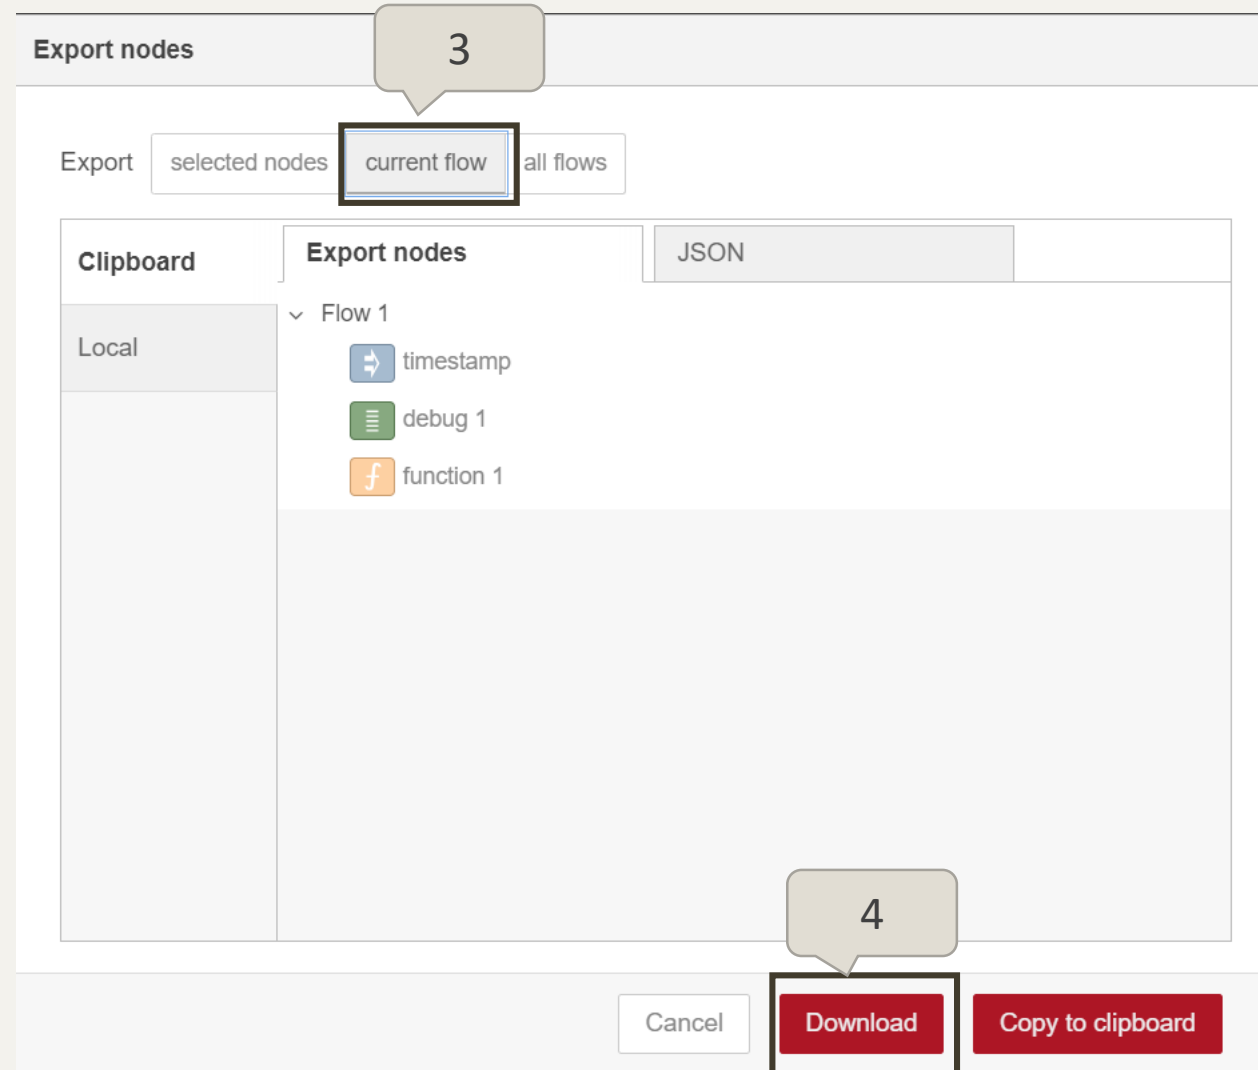 3
Export nodes
Export selected nodes current flow all flows
Clipboard
Export nodes
JSON
Local
Flow 1
timestamp
debug 1
function 1
4
Cancel
Download
Copy to clipboard